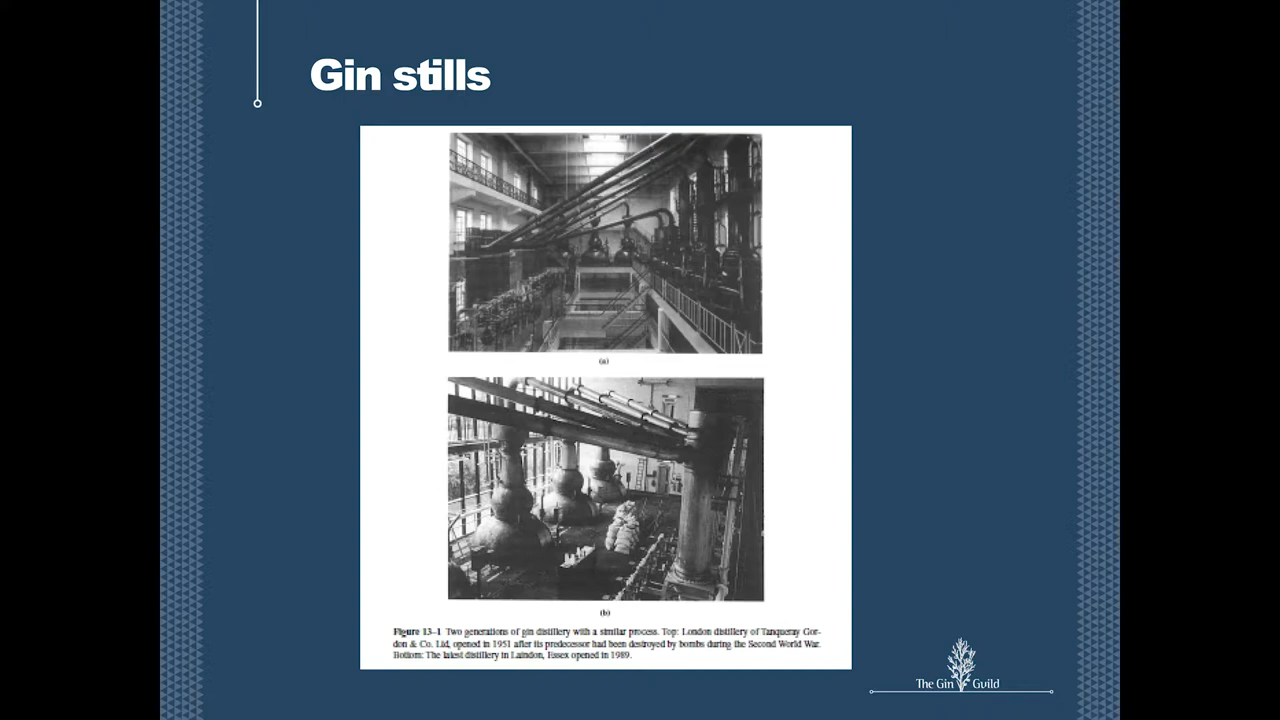 Gin stills
(a)
(b)
Figure 13–1 Two generations of gin distillery with a similar process. Top: London distillery of Tanqueray Gor-
don & Co. Ltd, opened in 1951 after its predecessor had been destroyed by bombs during the Second World War.
Bottom: The latest distillery in Laindon, Essex opened in 1989.
The Gin Guild